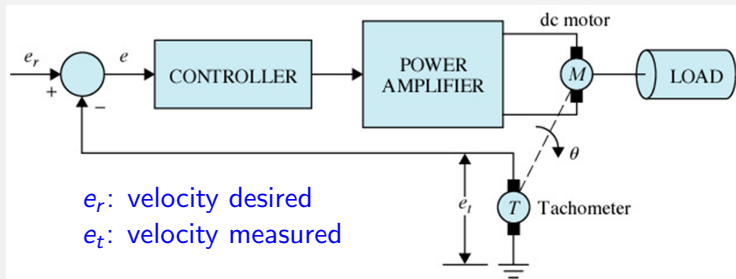 dc motor
e_r
e
+
−
CONTROLLER
POWER
AMPLIFIER
M
LOAD
θ
e_r: velocity desired
e_t: velocity measured
e_t
T
Tachometer